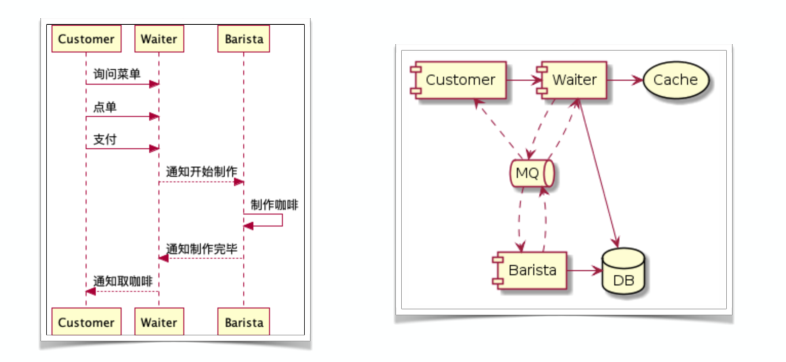 Customer Waiter Barista
询问菜单
点单
支付
通知开始制作
制作咖啡
通知制作完毕
通知取咖啡
Customer Waiter Barista
Customer Waiter Cache
MQ
Barista
DB